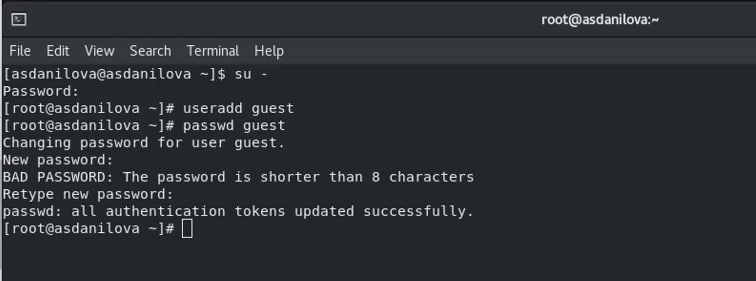 root@asdanilova:~
File Edit View Search Terminal Help
[asdanilova@asdanilova ~]$ su -
Password:
[root@asdanilova ~]# useradd guest
[root@asdanilova ~]# passwd guest
Changing password for user guest.
New password:
BAD PASSWORD: The password is shorter than 8 characters
Retype new password:
passwd: all authentication tokens updated successfully.
[root@asdanilova ~]#